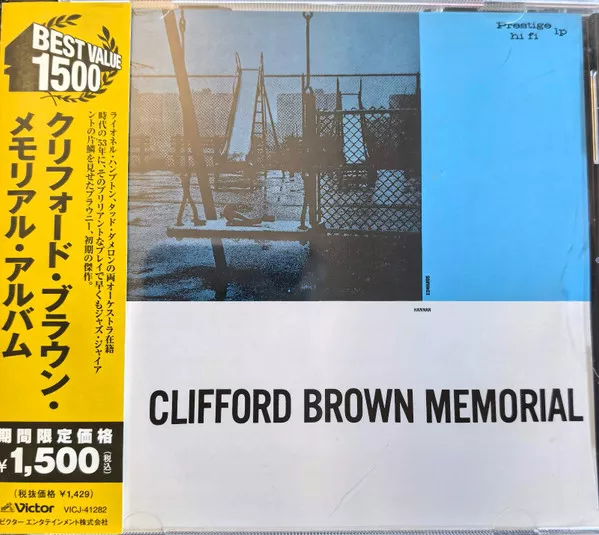 BEST VALUE
1500
クリフォード・ブラウン・
メモリアル・アルバム
ライオネル・ハンプトン、タッド・ダメロンの両オーケストラ在籍
時代の53年に、そのブリリアントなプレイで早くもジャズ・ジャイア
ントの片鱗を見せたブラウニー、初期の傑作。
期間限定価格
¥1,500(税込)
(税抜価格 ¥1,429)
Victor VICJ-41282
ビクター エンタテインメント株式会社
Prestige
hi fi lp
EDWARDS
HANNAN
CLIFFORD BROWN MEMORIAL